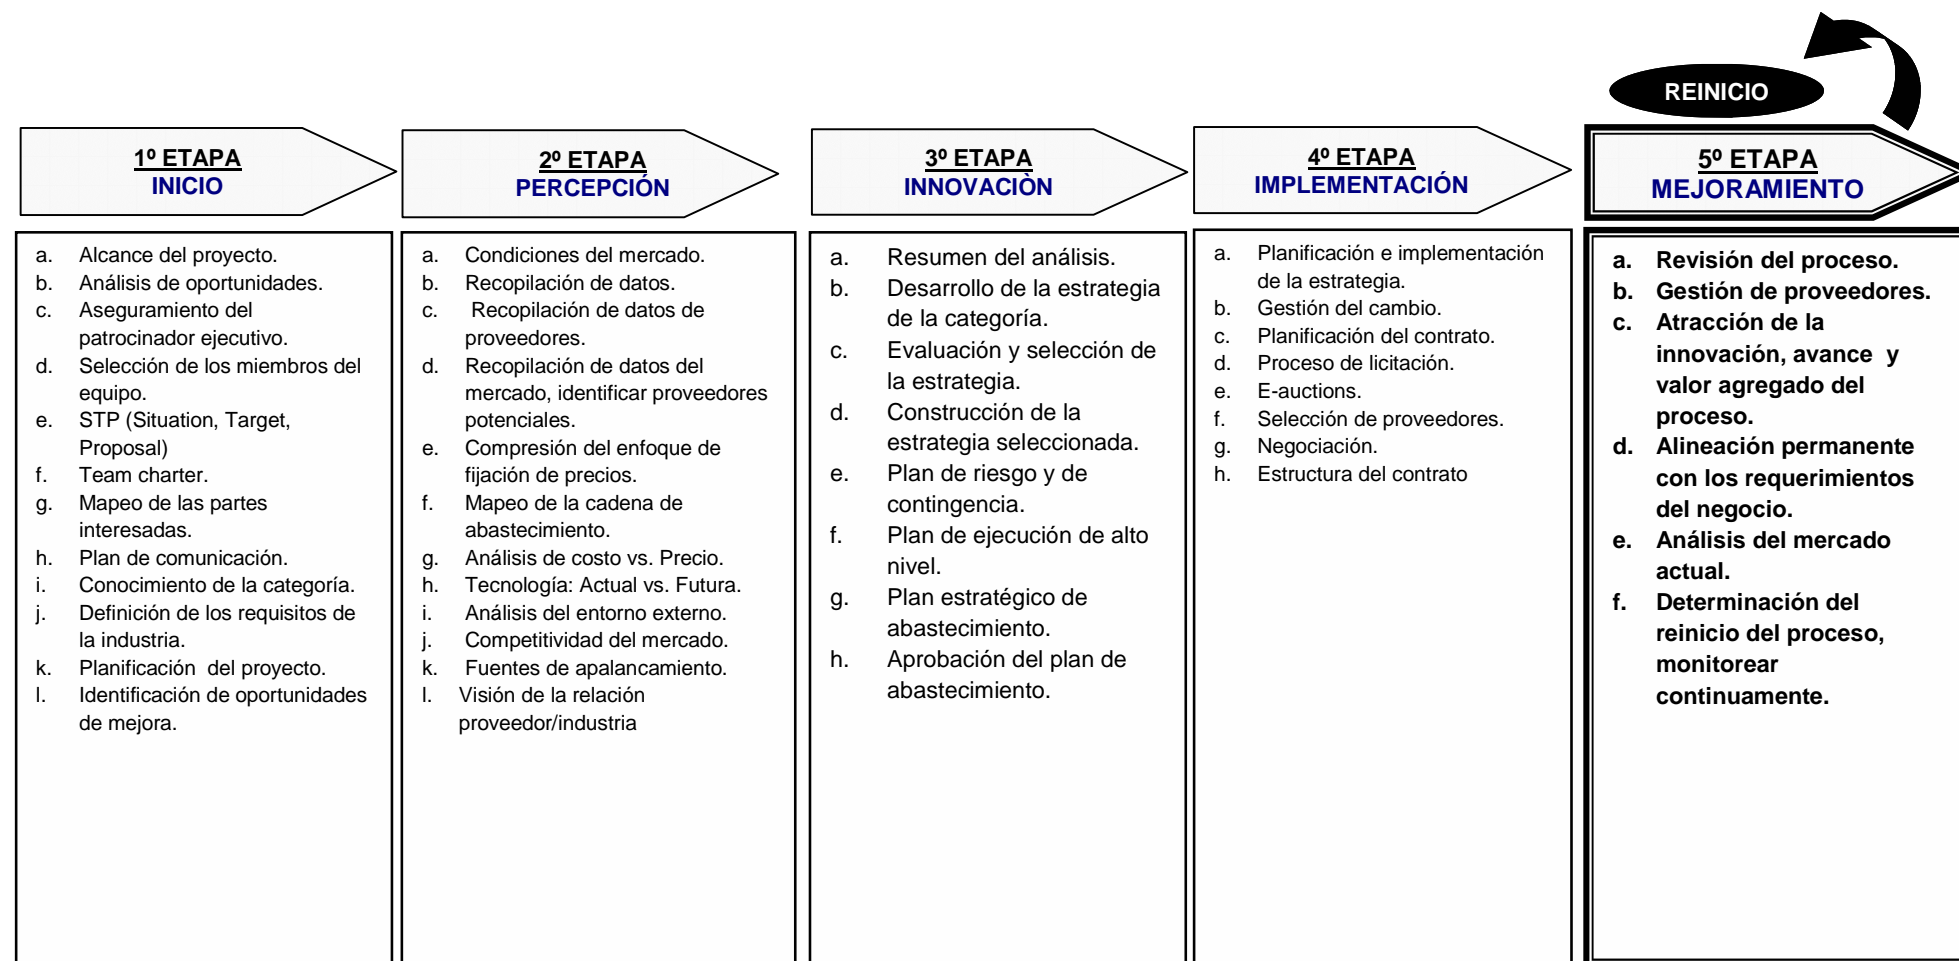 REINICIO
1º ETAPA
INICIO
a. Alcance del proyecto.
b. Análisis de oportunidades.
c. Aseguramiento del
patrocinador ejecutivo.
d. Selección de los miembros del
equipo.
e. STP (Situation, Target,
Proposal)
f. Team charter.
g. Mapeo de las partes
interesadas.
h. Plan de comunicación.
i. Conocimiento de la categoría.
j. Definición de los requisitos de
la industria.
k. Planificación del proyecto.
l. Identificación de oportunidades
de mejora.
2º ETAPA
PERCEPCIÓN
a. Condiciones del mercado.
b. Recopilación de datos.
c. Recopilación de datos de
proveedores.
d. Recopilación de datos del
mercado, identificar proveedores
potenciales.
e. Compresión del enfoque de
fijación de precios.
f. Mapeo de la cadena de
abastecimiento.
g. Análisis de costo vs. Precio.
h. Tecnología: Actual vs. Futura.
i. Análisis del entorno externo.
j. Competitividad del mercado.
k. Fuentes de apalancamiento.
l. Visión de la relación
proveedor/industria
3º ETAPA
INNOVACIÒN
a. Resumen del análisis.
b. Desarrollo de la estrategia
de la categoría.
c. Evaluación y selección de
la estrategia.
d. Construcción de la
estrategia seleccionada.
e. Plan de riesgo y de
contingencia.
f. Plan de ejecución de alto
nivel.
g. Plan estratégico de
abastecimiento.
h. Aprobación del plan de
abastecimiento.
4º ETAPA
IMPLEMENTACIÓN
a. Planificación e implementación
de la estrategia.
b. Gestión del cambio.
c. Planificación del contrato.
d. Proceso de licitación.
e. E-auctions.
f. Selección de proveedores.
g. Negociación.
h. Estructura del contrato
5º ETAPA
MEJORAMIENTO
a. Revisión del proceso.
b. Gestión de proveedores.
c. Atracción de la
innovación, avance y
valor agregado del
proceso.
d. Alineación permanente
con los requerimientos
del negocio.
e. Análisis del mercado
actual.
f. Determinación del
reinicio del proceso,
monitorear
continuamente.